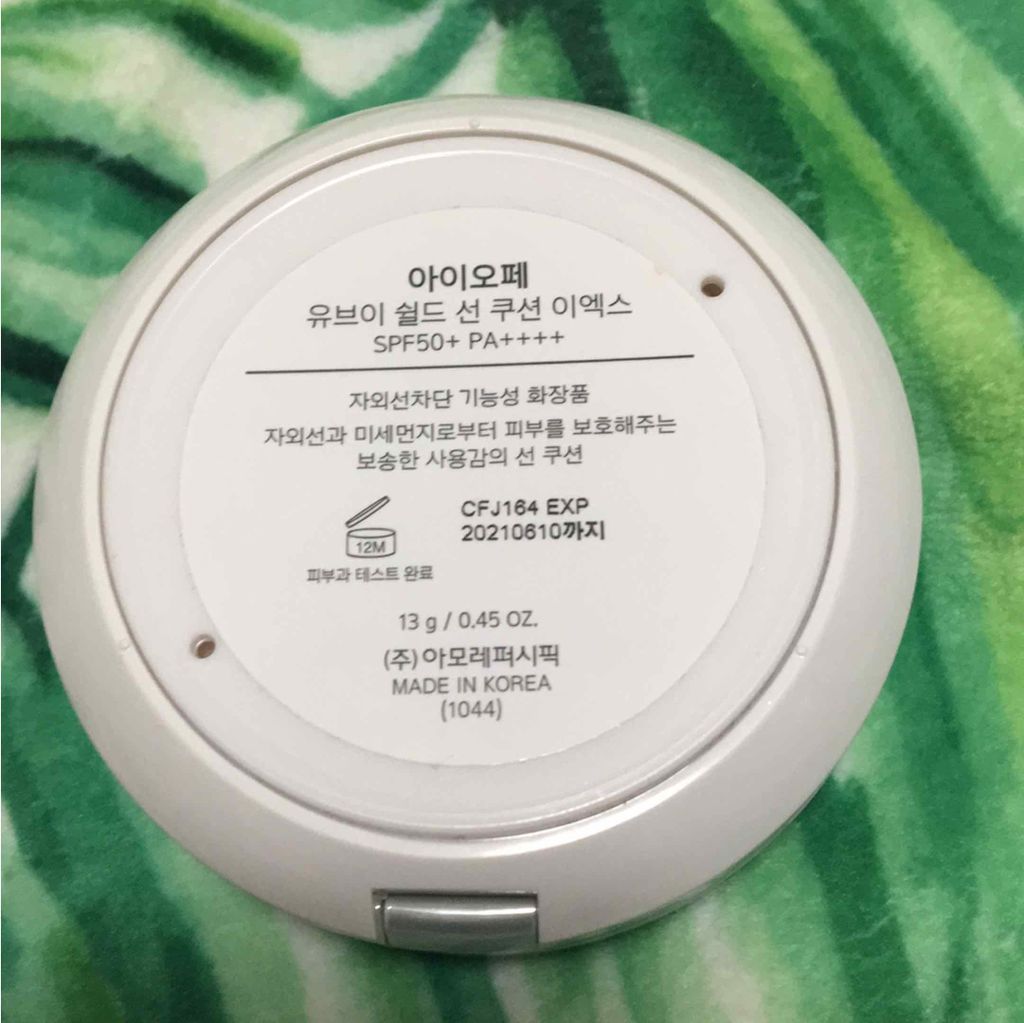 아이오페
유브이 쉴드 선 쿠션 이엑스
SPF50+ PA++++
자외선차단 기능성 화장품
자외선과 미세먼지로부터 피부를 보호해주는
보송한 사용감의 선 쿠션
CFJ164 EXP
20210610까지
12M
피부과 테스트 완료
13 g / 0.45 OZ.
(주)아모레퍼시픽
MADE IN KOREA
(1044)